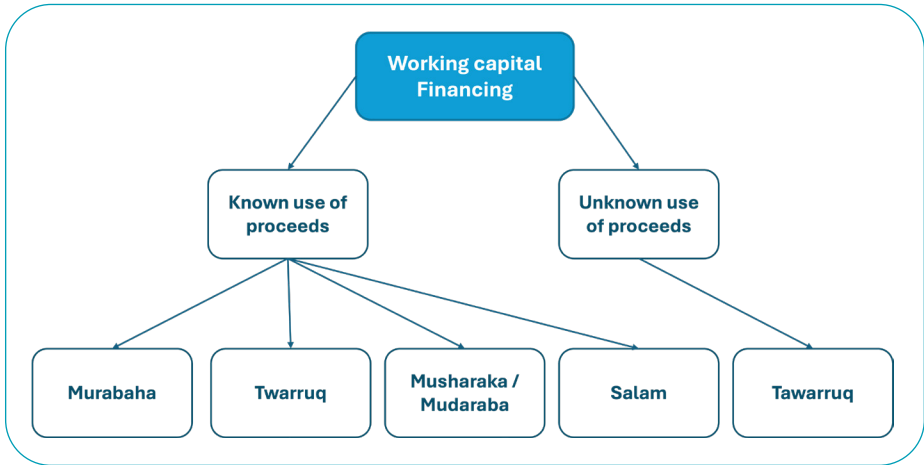 Working capital
Financing
Known use of
proceeds
Unknown use
of proceeds
Murabaha
Twarruq
Musharaka /
Mudaraba
Salam
Tawarruq